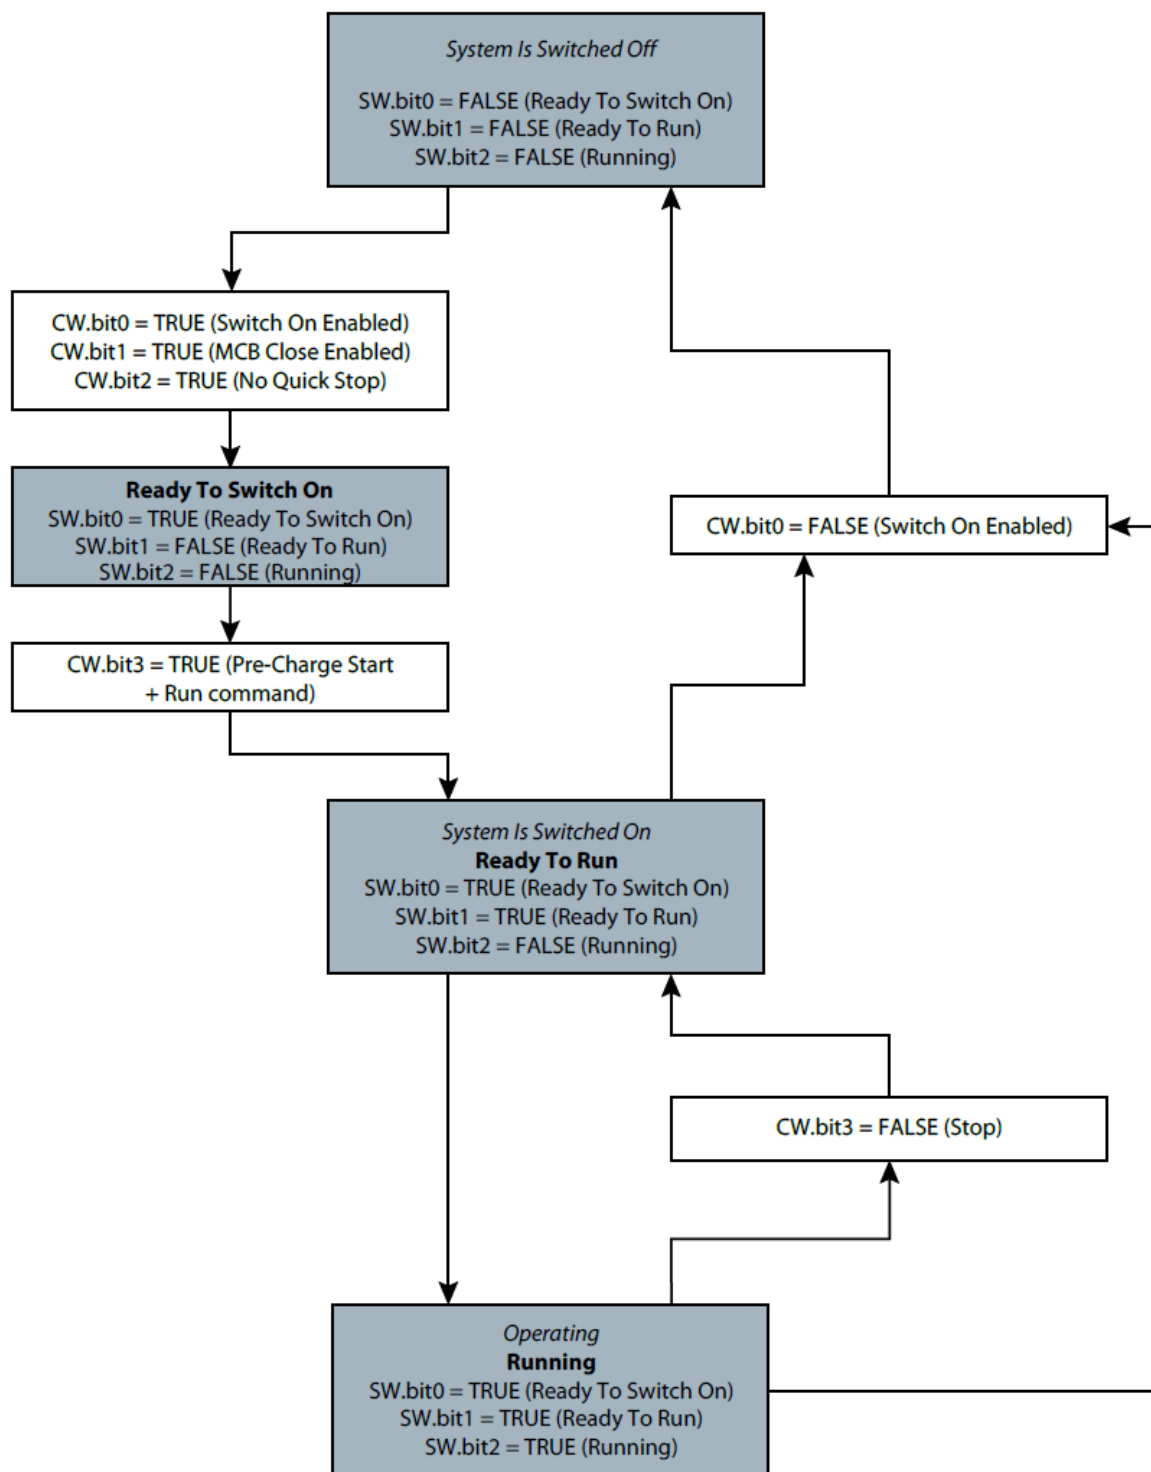 System Is Switched Off
SW.bit0 = FALSE (Ready To Switch On)
SW.bit1 = FALSE (Ready To Run)
SW.bit2 = FALSE (Running)
CW.bit0 = TRUE (Switch On Enabled)
CW.bit1 = TRUE (MCB Close Enabled)
CW.bit2 = TRUE (No Quick Stop)
Ready To Switch On
SW.bit0 = TRUE (Ready To Switch On)
SW.bit1 = FALSE (Ready To Run)
SW.bit2 = FALSE (Running)
CW.bit0 = FALSE (Switch On Enabled)
CW.bit3 = TRUE (Pre-Charge Start
+ Run command)
System Is Switched On
Ready To Run
SW.bit0 = TRUE (Ready To Switch On)
SW.bit1 = TRUE (Ready To Run)
SW.bit2 = FALSE (Running)
CW.bit3 = FALSE (Stop)
Operating
Running
SW.bit0 = TRUE (Ready To Switch On)
SW.bit1 = TRUE (Ready To Run)
SW.bit2 = TRUE (Running)